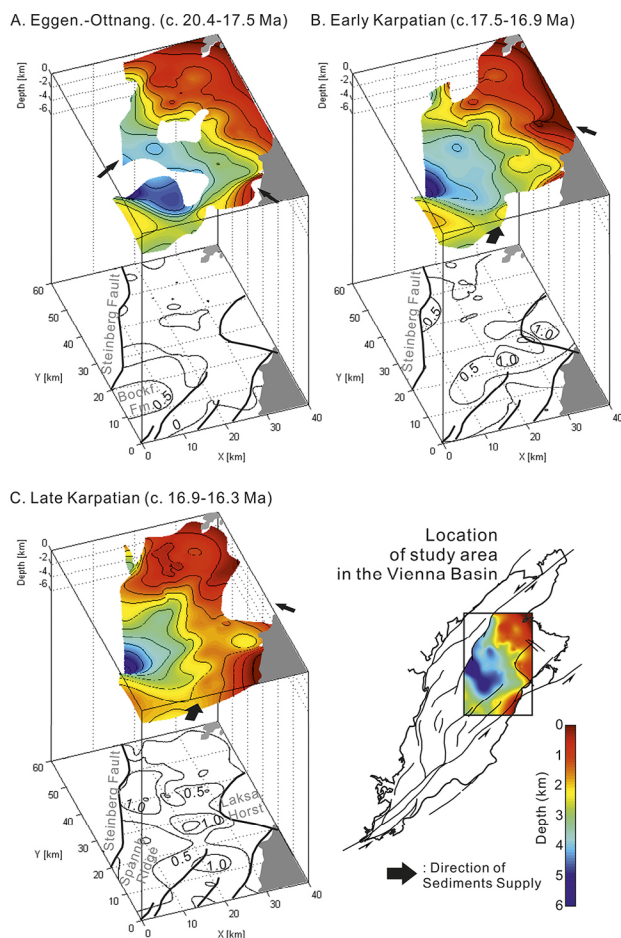 A. Eggen.-Ottnang. (c. 20.4-17.5 Ma)
B. Early Karpatian (c.17.5-16.9 Ma)
Depth [km]
0
-2
-4
-6
Steinberg Fault
Bockf.
Fm.
0.5
0
60
50
40
30
20
10
0
Y [km]
0
10
20
30
40
X [km]
Depth [km]
0
-2
-4
-6
Steinberg Fault
0.5
1.0
1.0
0.5
60
50
40
30
20
10
0
Y [km]
0
10
20
30
40
X [km]
C. Late Karpatian (c. 16.9-16.3 Ma)
Depth [km]
0
-2
-4
-6
Steinberg Fault
Spannb.
Ridge
Laksa.
Horst
1.0
0.5
1.0
0.5
1.0
60
50
40
30
20
10
0
Y [km]
0
10
20
30
40
X [km]
Location
of study area
in the Vienna Basin
Depth (km)
0
1
2
3
4
5
6
: Direction of
Sediments Supply